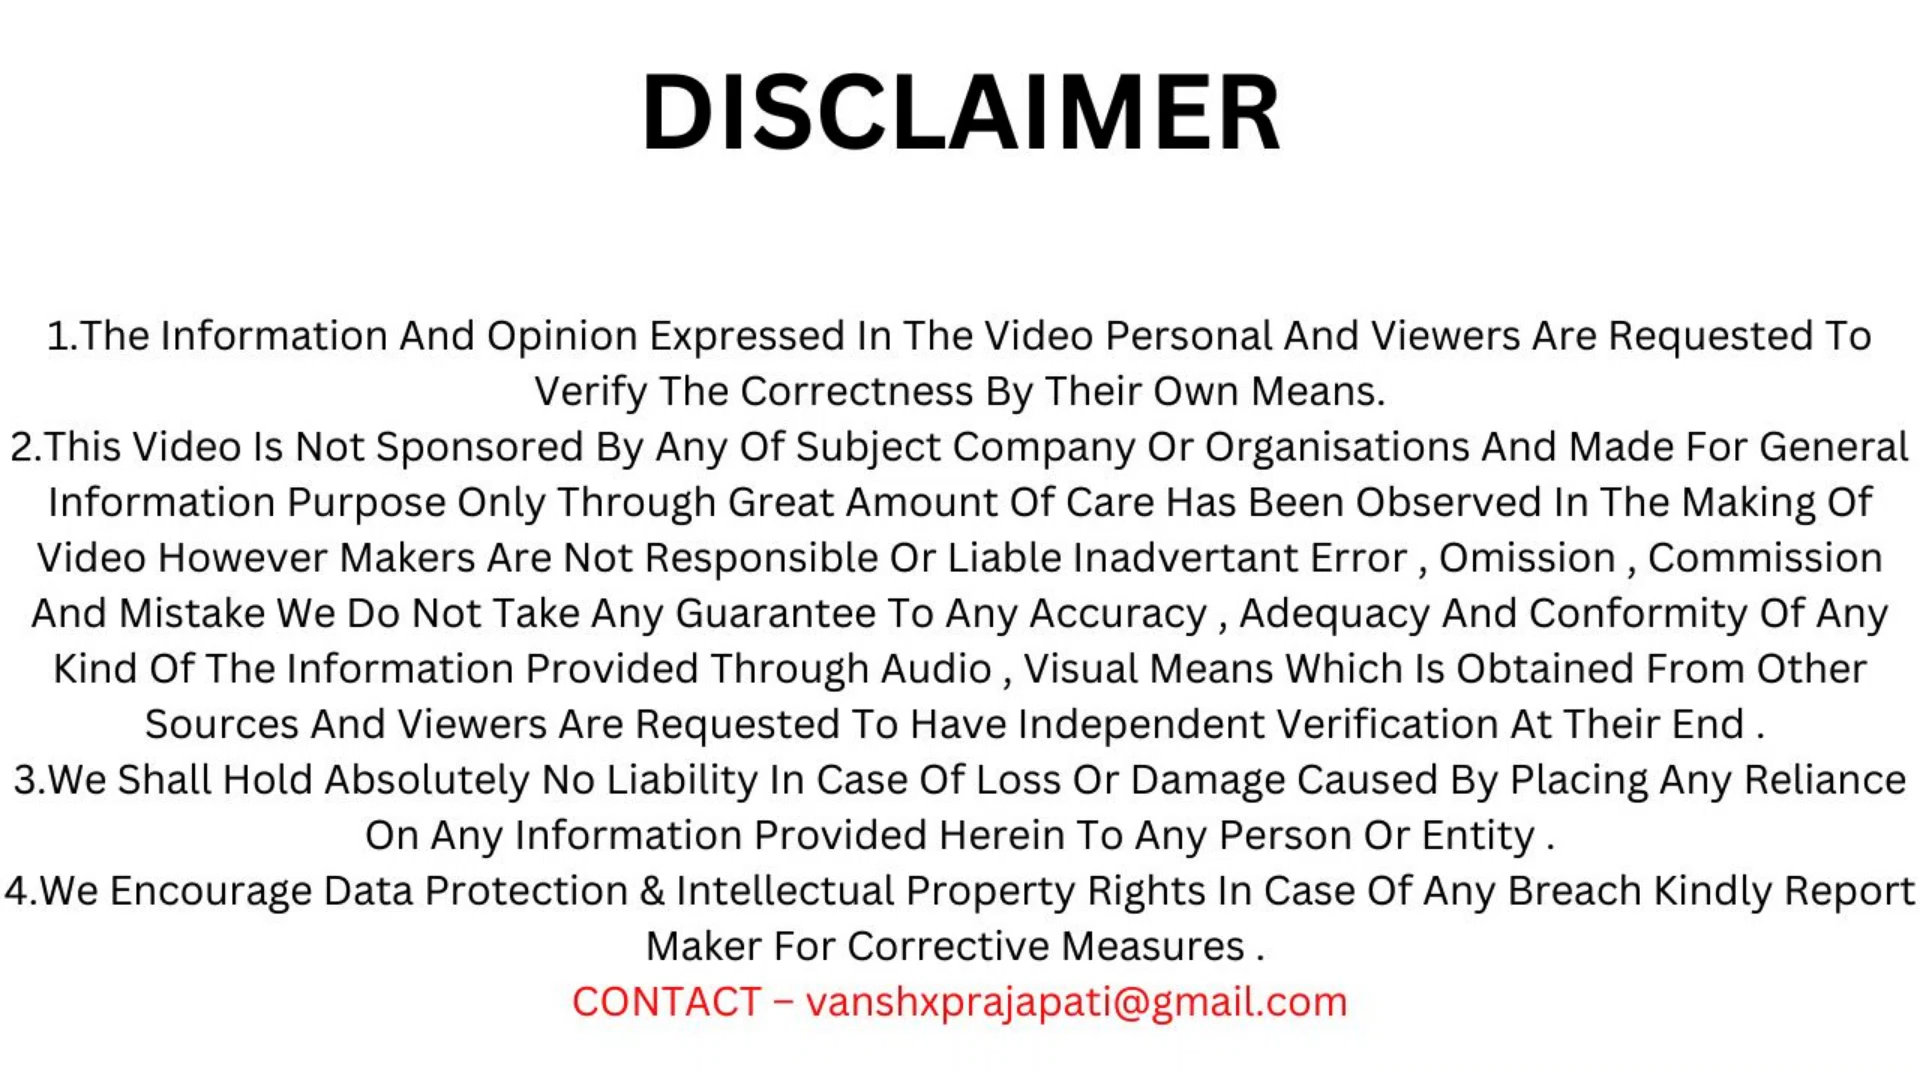 DISCLAIMER
1.The Information And Opinion Expressed In The Video Personal And Viewers Are Requested To
Verify The Correctness By Their Own Means.
2.This Video Is Not Sponsored By Any Of Subject Company Or Organisations And Made For General
Information Purpose Only Through Great Amount Of Care Has Been Observed In The Making Of
Video However Makers Are Not Responsible Or Liable Inadvertant Error , Omission , Commission
And Mistake We Do Not Take Any Guarantee To Any Accuracy , Adequacy And Conformity Of Any
Kind Of The Information Provided Through Audio , Visual Means Which Is Obtained From Other
Sources And Viewers Are Requested To Have Independent Verification At Their End .
3.We Shall Hold Absolutely No Liability In Case Of Loss Or Damage Caused By Placing Any Reliance
On Any Information Provided Herein To Any Person Or Entity .
4.We Encourage Data Protection & Intellectual Property Rights In Case Of Any Breach Kindly Report
Maker For Corrective Measures .
CONTACT – vanshxprajapati@gmail.com